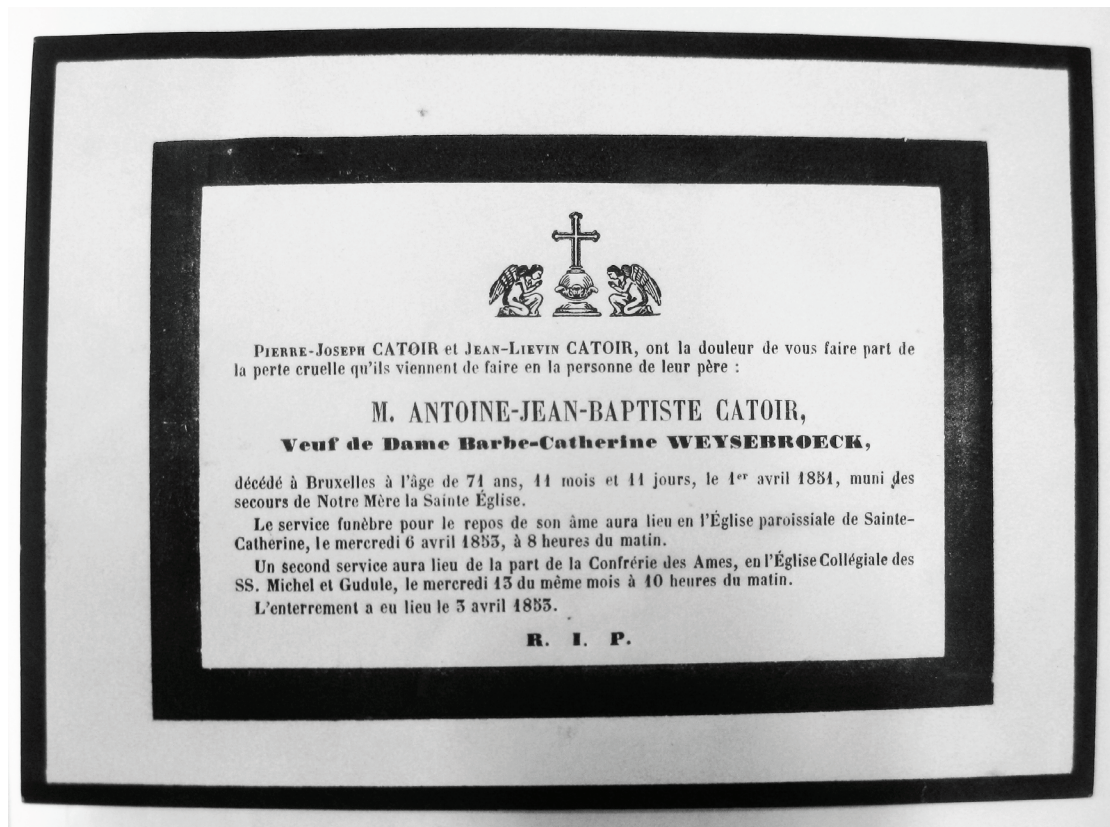 PIERRE-JOSEPH CATOIR et JEAN-LIEVIN CATOIR, ont la douleur de vous faire part de
la perte cruelle qu'ils viennent de faire en la personne de leur père :
M. ANTOINE-JEAN-BAPTISTE CATOIR,
Veuf de Dame Barbe-Catherine WEYSEBROECK,
décédé à Bruxelles à l'âge de 71 ans, 11 mois et 11 jours, le 1er avril 1851, muni des
secours de Notre Mère la Sainte Église.
Le service funèbre pour le repos de son âme aura lieu en l'Église paroissiale de Sainte-
Catherine, le mercredi 6 avril 1853, à 8 heures du matin.
Un second service aura lieu de la part de la Confrérie des Ames, en l'Église Collégiale des
SS. Michel et Gudule, le mercredi 13 du même mois à 10 heures du matin.
L'enterrement a eu lieu le 3 avril 1853.
R. I. P.